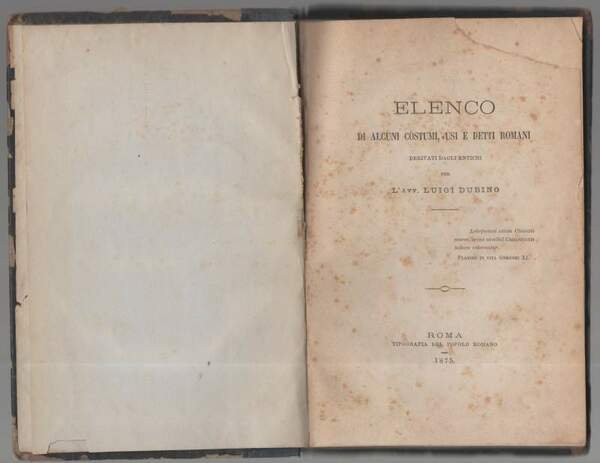 ELENCO
DI ALCUNI COSTUMI, USI E DETTI ROMANI
DERIVATI DAGLI ANTICHI
PER
L'AVV. LUIGI DUBINO
ROMA
TIPOGRAFIA DEL POPOLO ROMANO
1875.